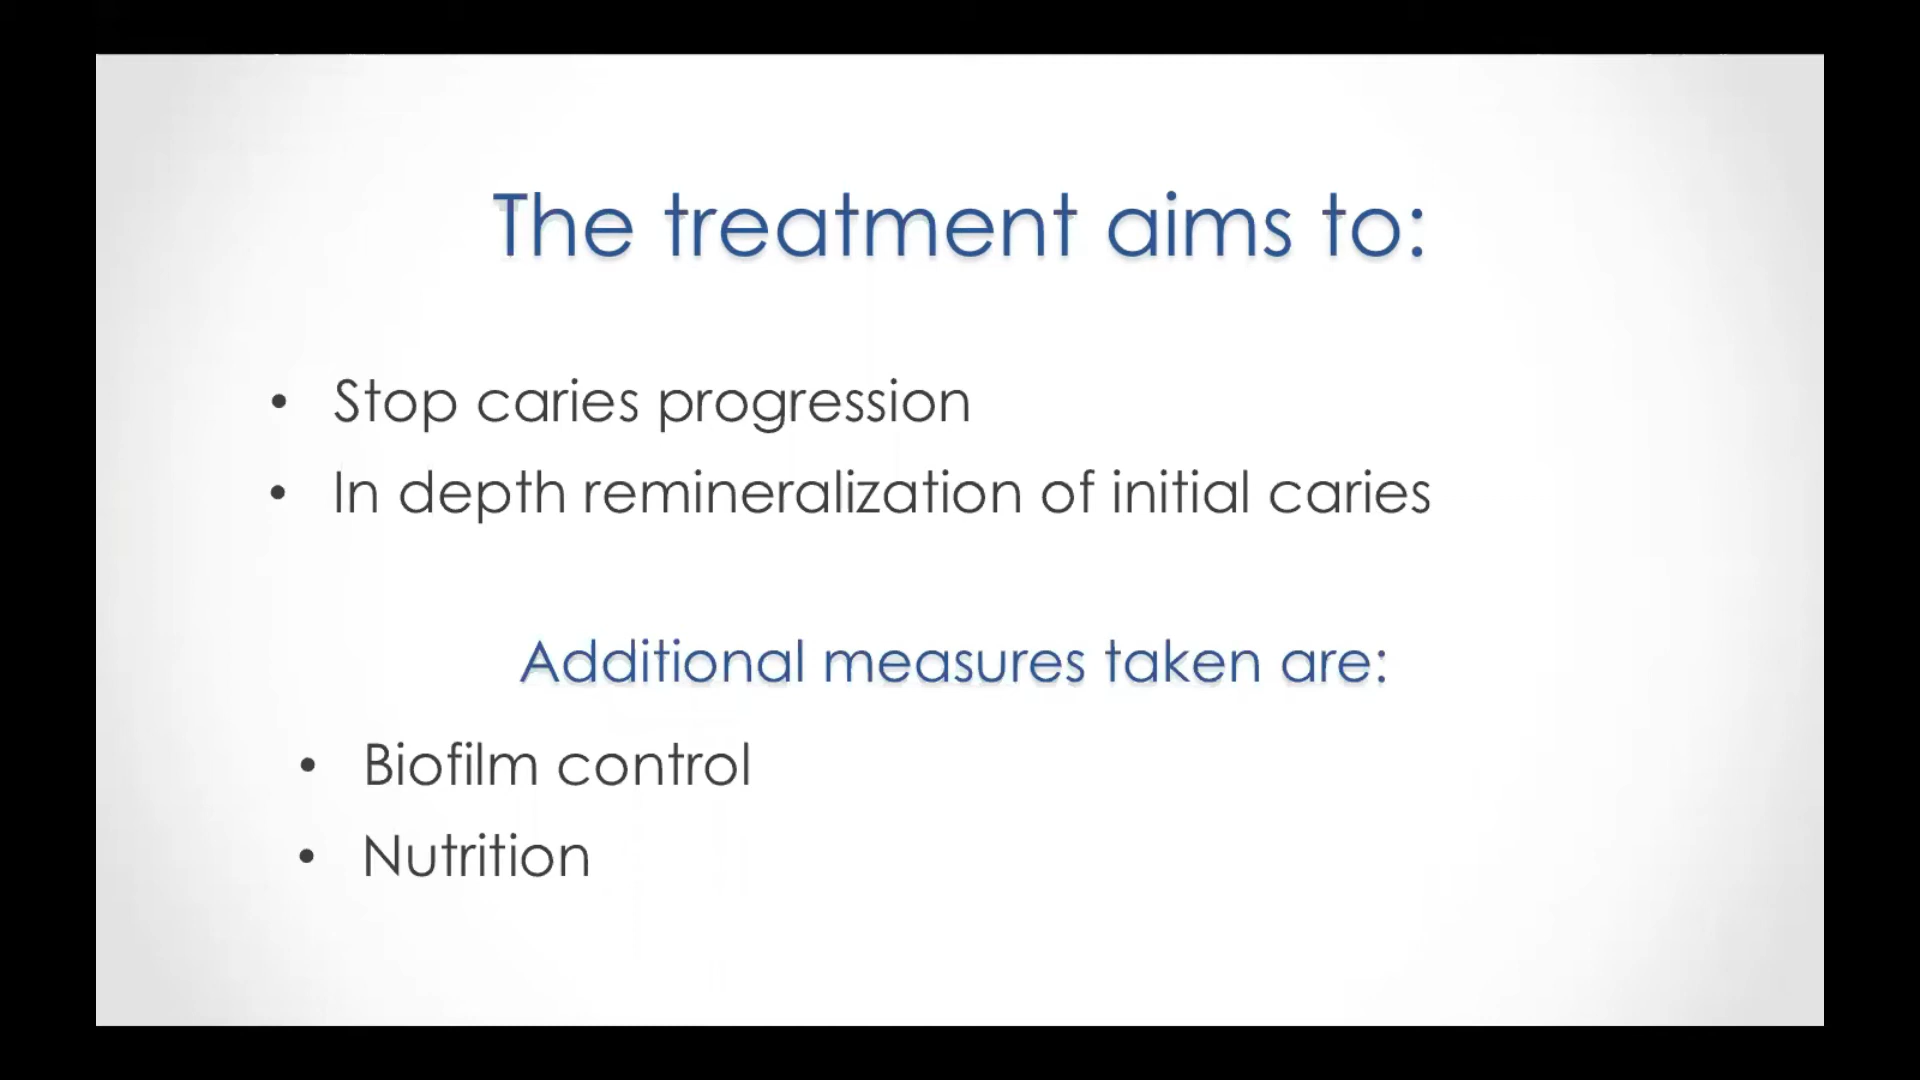 The treatment aims to:
• Stop caries progression
• In depth remineralization of initial caries
Additional measures taken are:
• Biofilm control
• Nutrition